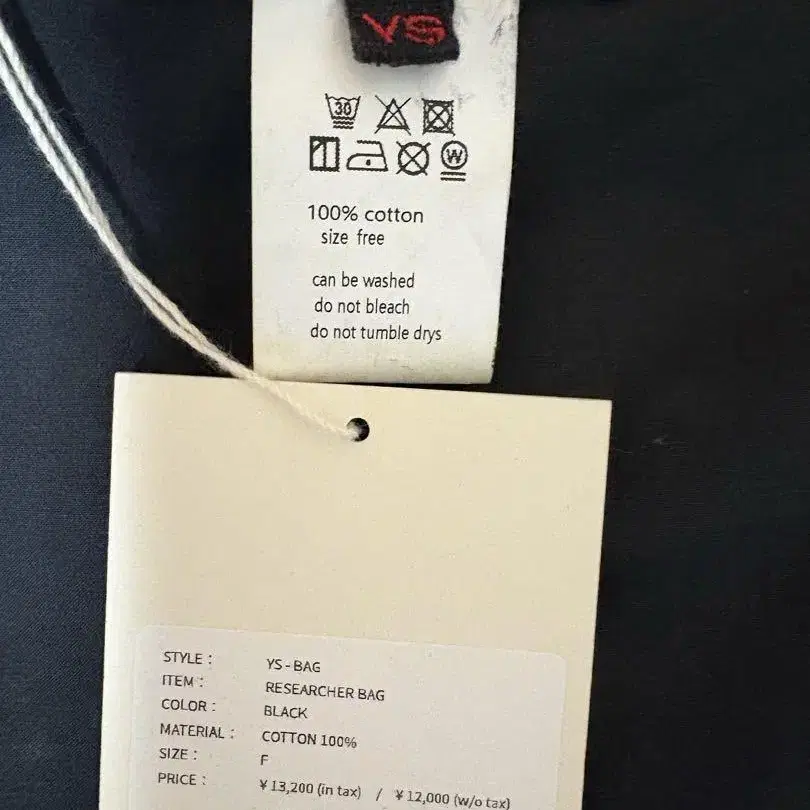 YS
30
W
100% cotton
size free
can be washed
do not bleach
do not tumble drys
STYLE : YS - BAG
ITEM : RESEARCHER BAG
COLOR : BLACK
MATERIAL : COTTON 100%
SIZE : F
PRICE : ¥ 13,200 (in tax) / ¥ 12,000 (w/o tax)